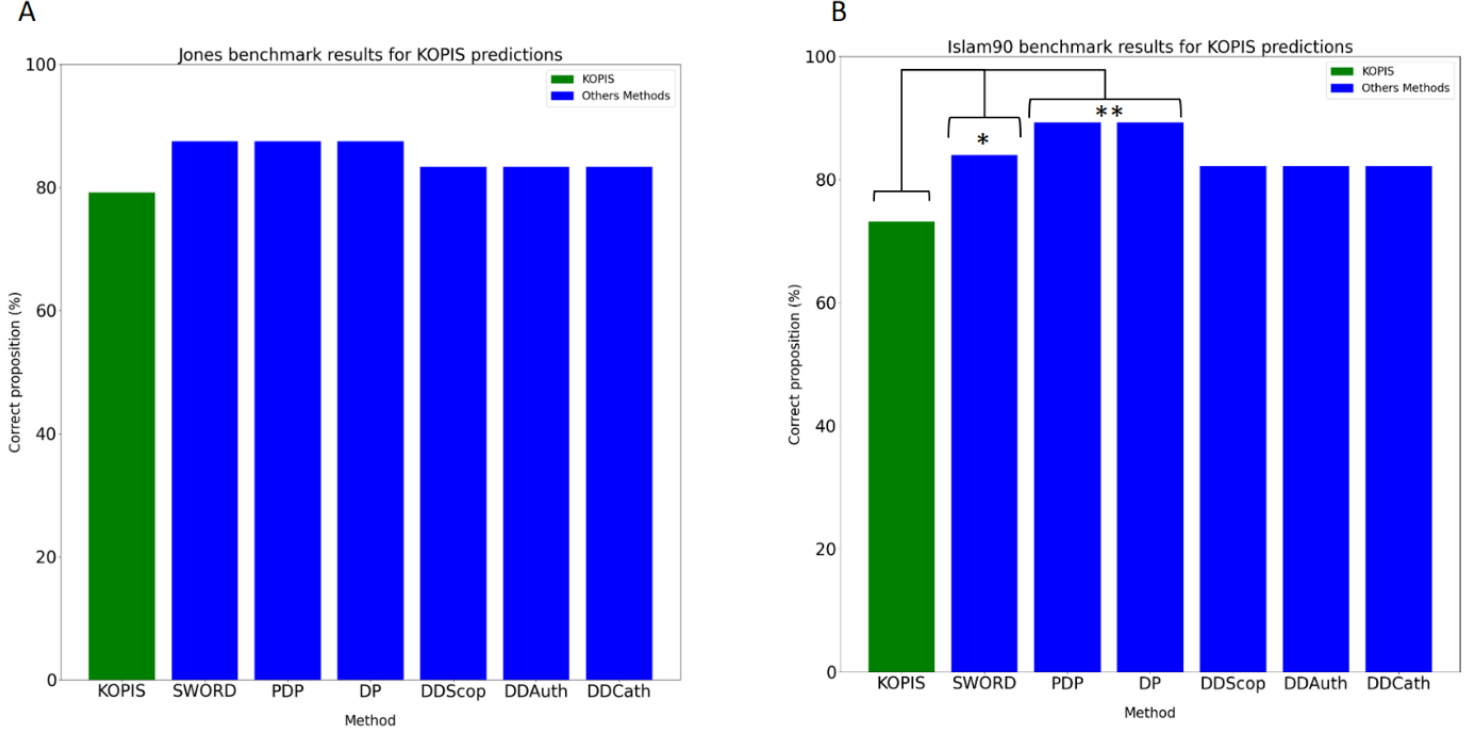 A
Jones benchmark results for KOPIS predictions
KOPIS
Others Methods
100
80
60
40
20
0
Correct proposition (%)
KOPIS SWORD PDP DP DDScop DDAuth DDCath
Method
B
Islam90 benchmark results for KOPIS predictions
KOPIS
Others Methods
*
**
100
80
60
40
20
0
Correct proposition (%)
KOPIS SWORD PDP DP DDScop DDAuth DDCath
Method